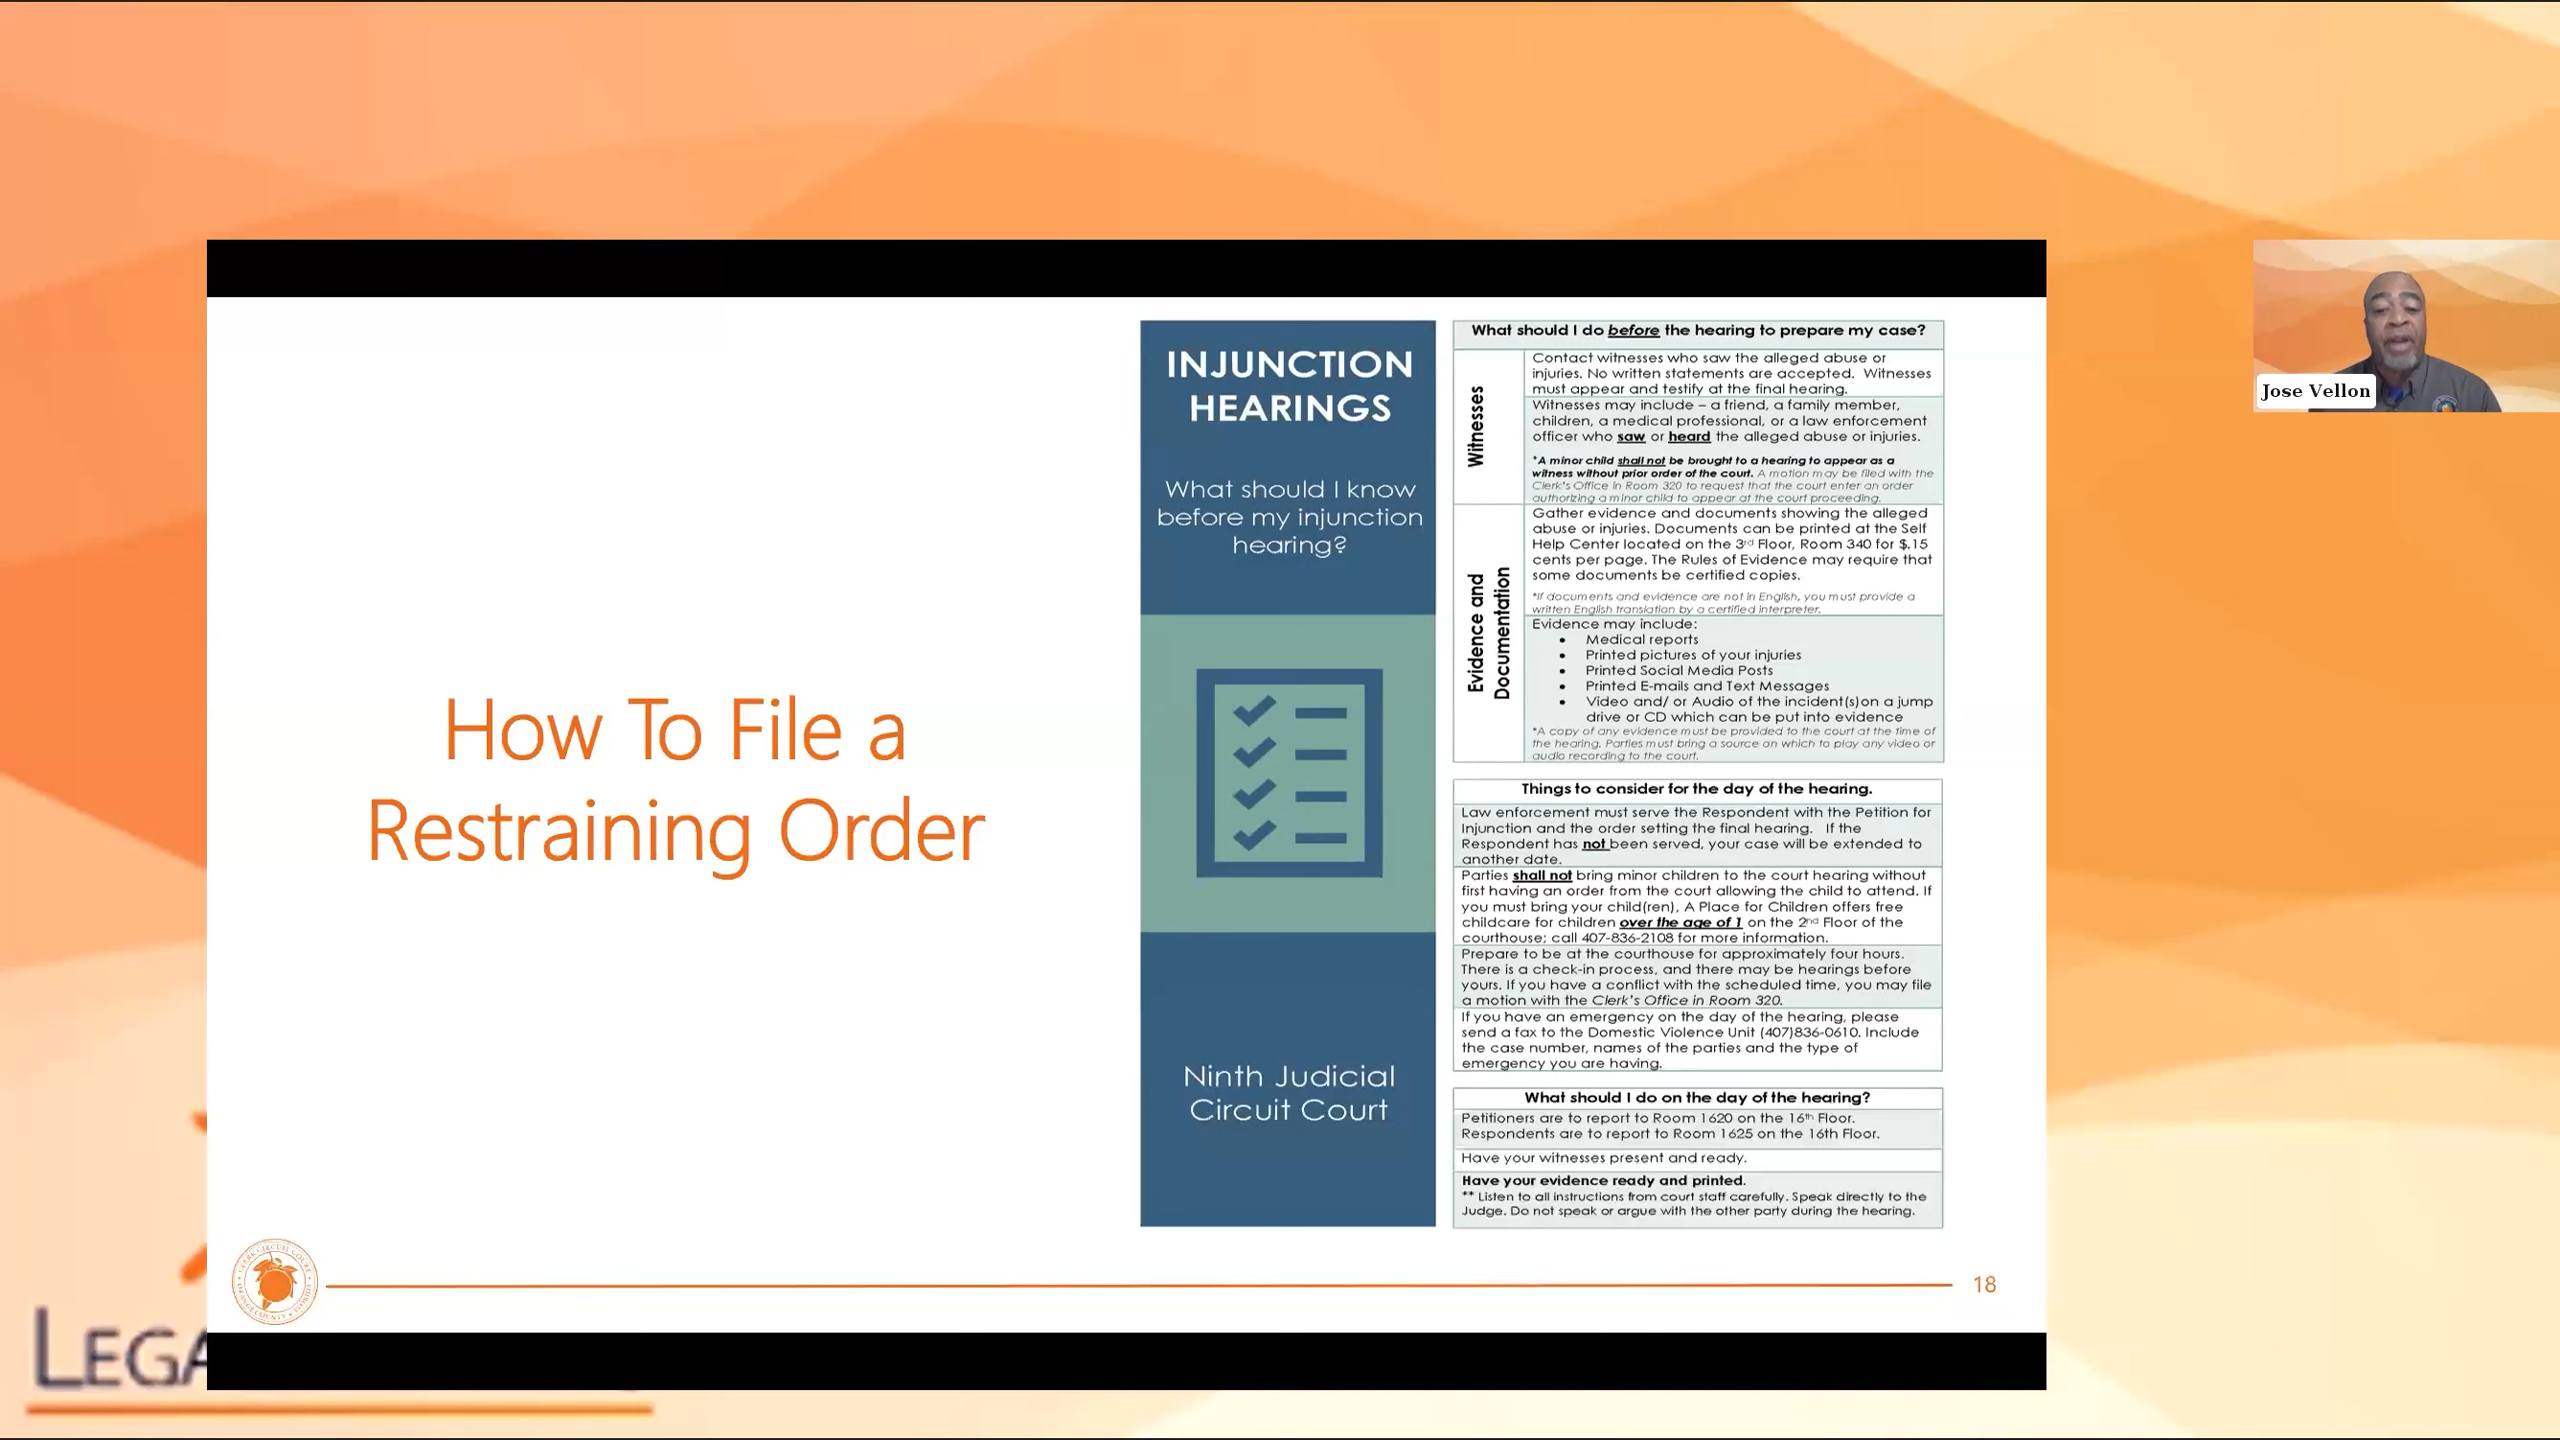 How To File a
Restraining Order
INJUNCTION
HEARINGS
What should I know
before my injunction
hearing?
Ninth Judicial
Circuit Court
What should I do before the hearing to prepare my case?
Witnesses
Contact witnesses who saw the alleged abuse or
injuries. No written statements are accepted. Witnesses
must appear and testify at the final hearing.
Witnesses may include – a friend, a family member,
children, a medical professional, or a law enforcement
officer who saw or heard the alleged abuse or injuries.
*A minor child shall not be brought to a hearing to appear as a
witness without prior order of the court. A motion may be filed with the
Clerk's Office in Room 320 to request that the court enter an order
authorizing a minor child to appear at the court proceeding.
Evidence and
Documentation
Gather evidence and documents showing the alleged
abuse or injuries. Documents can be printed at the Self
Help Center located on the 3rd Floor, Room 340 for $.15
cents per page. The Rules of Evidence may require that
some documents be certified copies.
*If documents and evidence are not in English, you must provide a
written English translation by a certified interpreter.
Evidence may include:
• Medical reports
• Printed pictures of your injuries
• Printed Social Media Posts
• Printed E-mails and Text Messages
• Video and/ or Audio of the incident(s)on a jump
drive or CD which can be put into evidence
*A copy of any evidence must be provided to the court at the time of
the hearing. Parties must bring a source on which to play any video or
audio recording to the court.
Things to consider for the day of the hearing.
Law enforcement must serve the Respondent with the Petition for
Injunction and the order setting the final hearing. If the
Respondent has not been served, your case will be extended to
another date.
Parties shall not bring minor children to the court hearing without
first having an order from the court allowing the child to attend. If
you must bring your child(ren), A Place for Children offers free
childcare for children over the age of 1 on the 2nd Floor of the
courthouse; call 407-836-2108 for more information.
Prepare to be at the courthouse for approximately four hours.
There is a check-in process, and there may be hearings before
yours. If you have a conflict with the scheduled time, you may file
a motion with the Clerk's Office in Room 320.
If you have an emergency on the day of the hearing, please
send a fax to the Domestic Violence Unit (407)836-0610. Include
the case number, names of the parties and the type of
emergency you are having.
What should I do on the day of the hearing?
Petitioners are to report to Room 1620 on the 16th Floor.
Respondents are to report to Room 1625 on the 16th Floor.
Have your witnesses present and ready.
Have your evidence ready and printed.
** Listen to all instructions from court staff carefully. Speak directly to the
Judge. Do not speak or argue with the other party during the hearing.
18
Jose Vellon